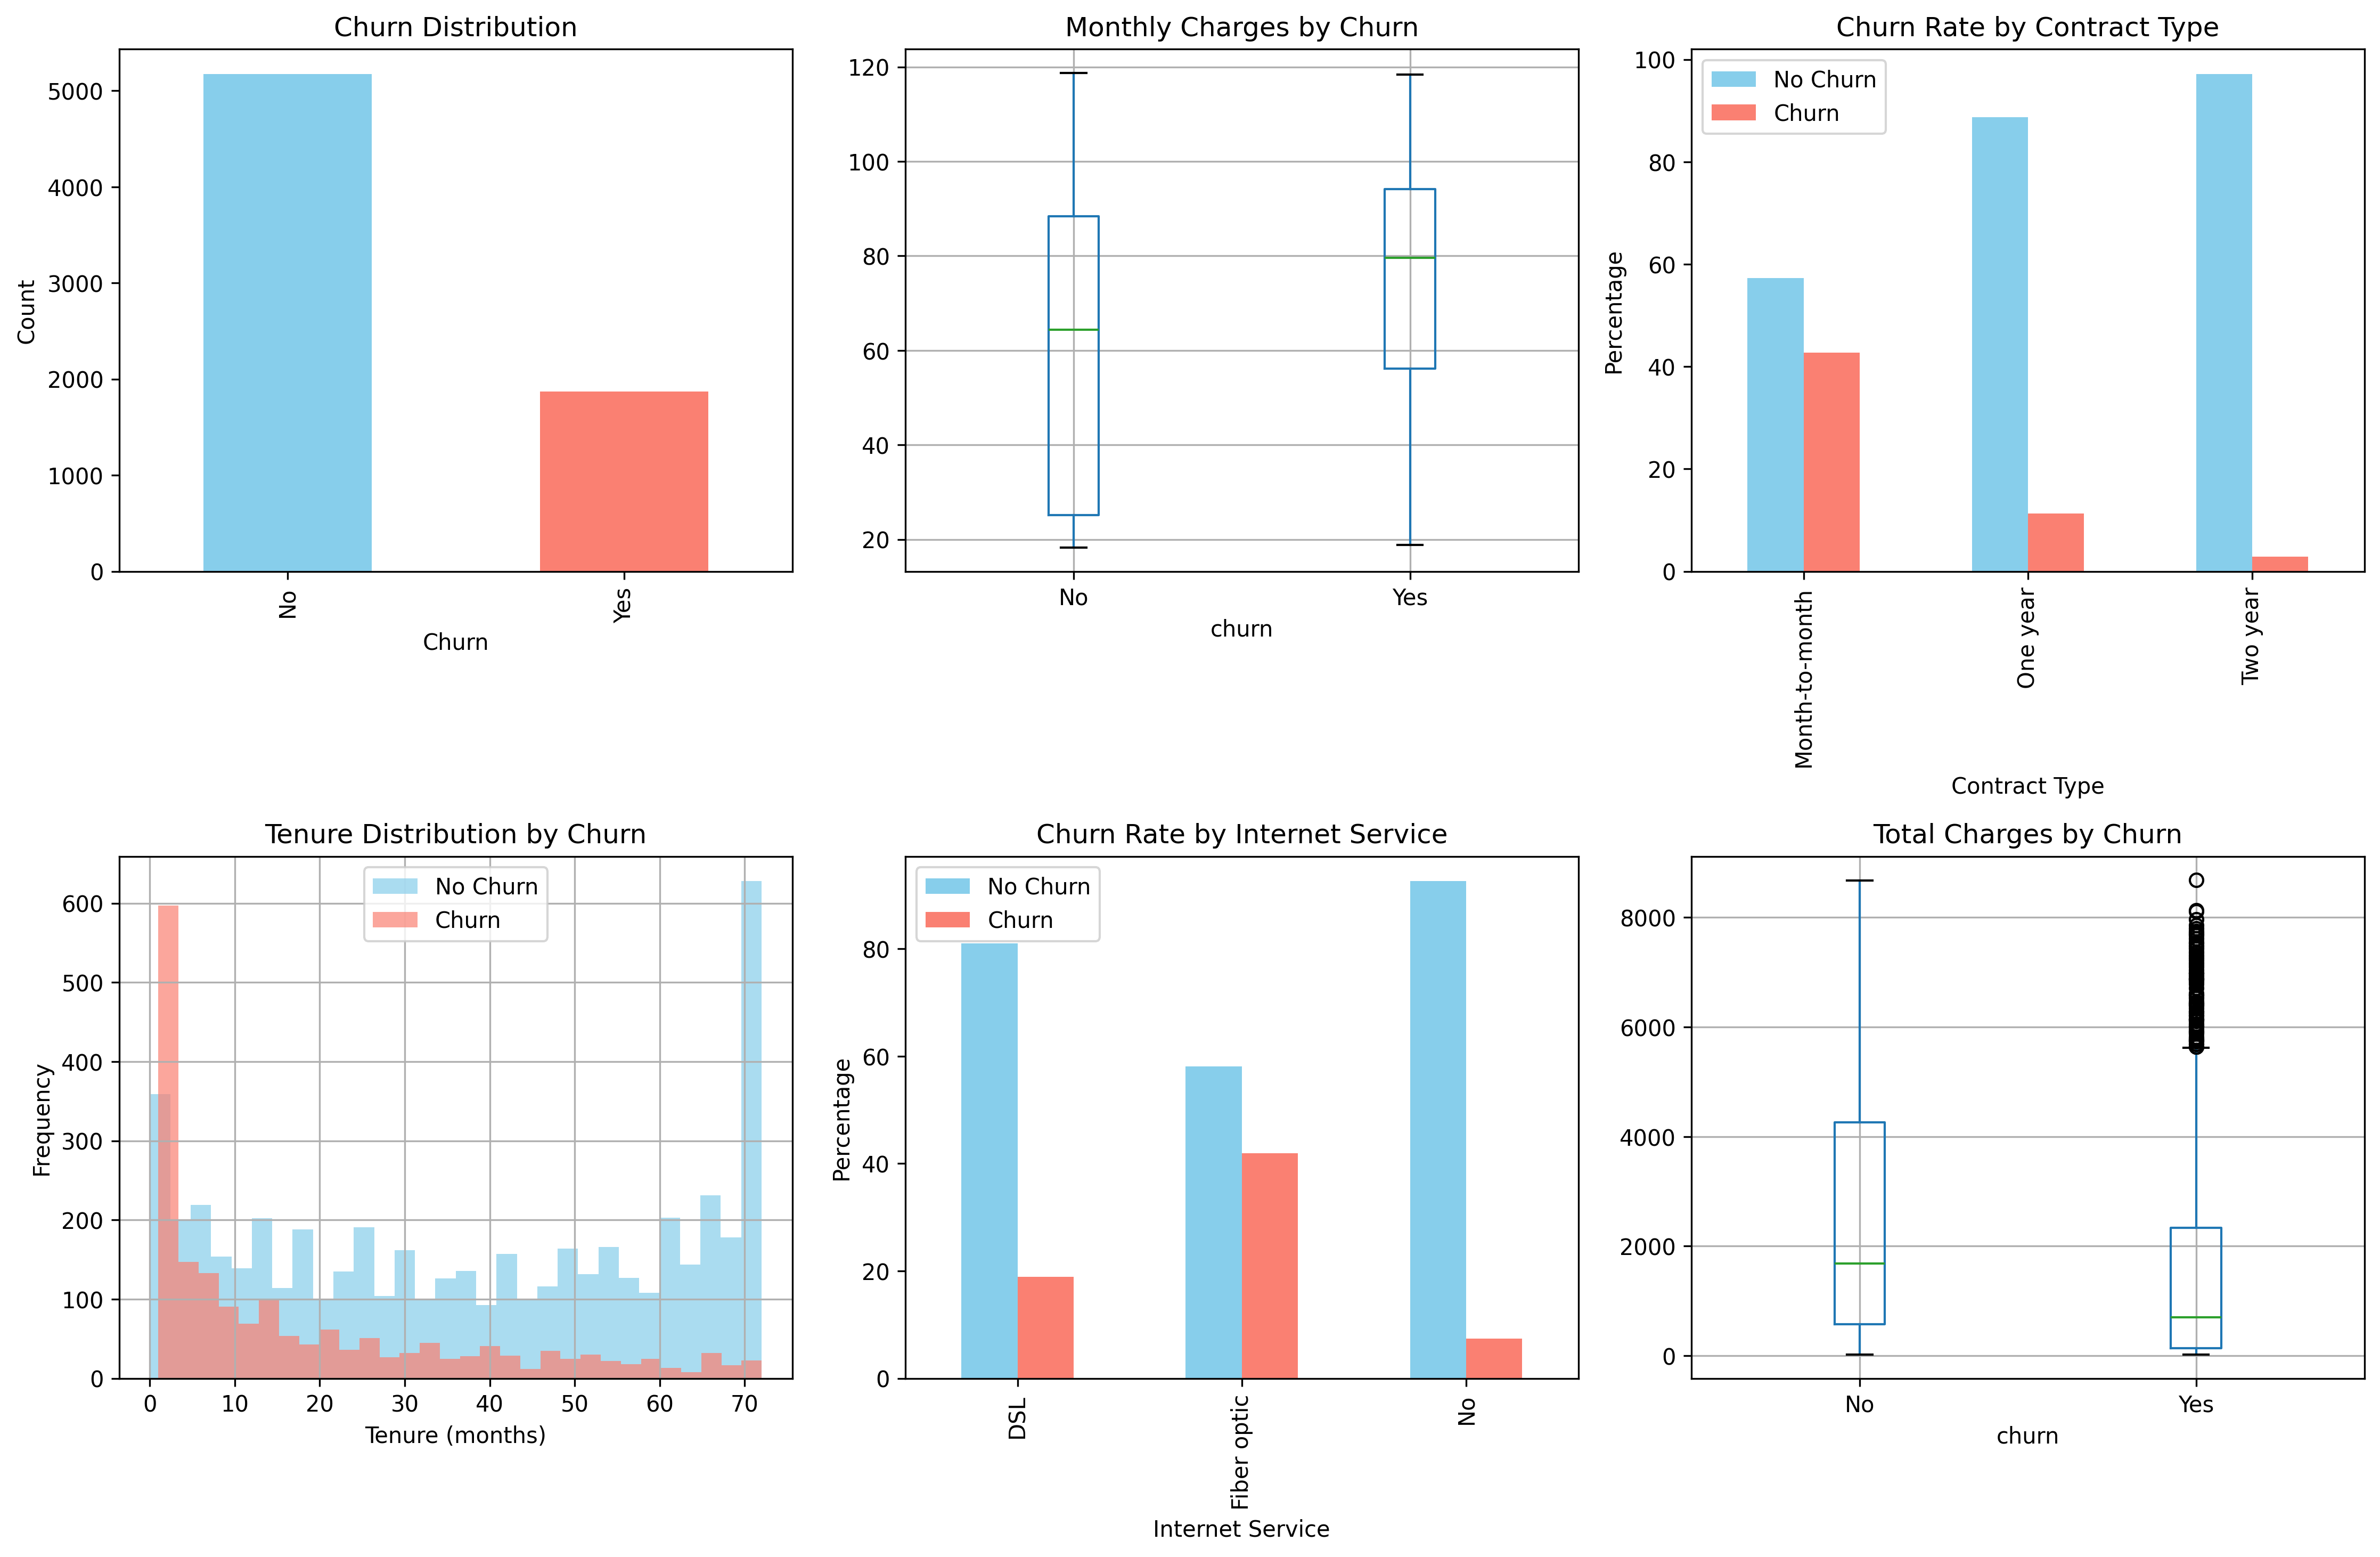 Churn Distribution
Count
5000
4000
3000
2000
1000
0
No
Yes
Churn
Monthly Charges by Churn
120
100
80
60
40
20
No
Yes
churn
Churn Rate by Contract Type
Percentage
100
80
60
40
20
0
No Churn
Churn
Month-to-month
One year
Two year
Contract Type
Tenure Distribution by Churn
Frequency
600
500
400
300
200
100
0
No Churn
Churn
0
10
20
30
40
50
60
70
Tenure (months)
Churn Rate by Internet Service
Percentage
80
60
40
20
0
No Churn
Churn
DSL
Fiber optic
No
Internet Service
Total Charges by Churn
8000
6000
4000
2000
0
No
Yes
churn